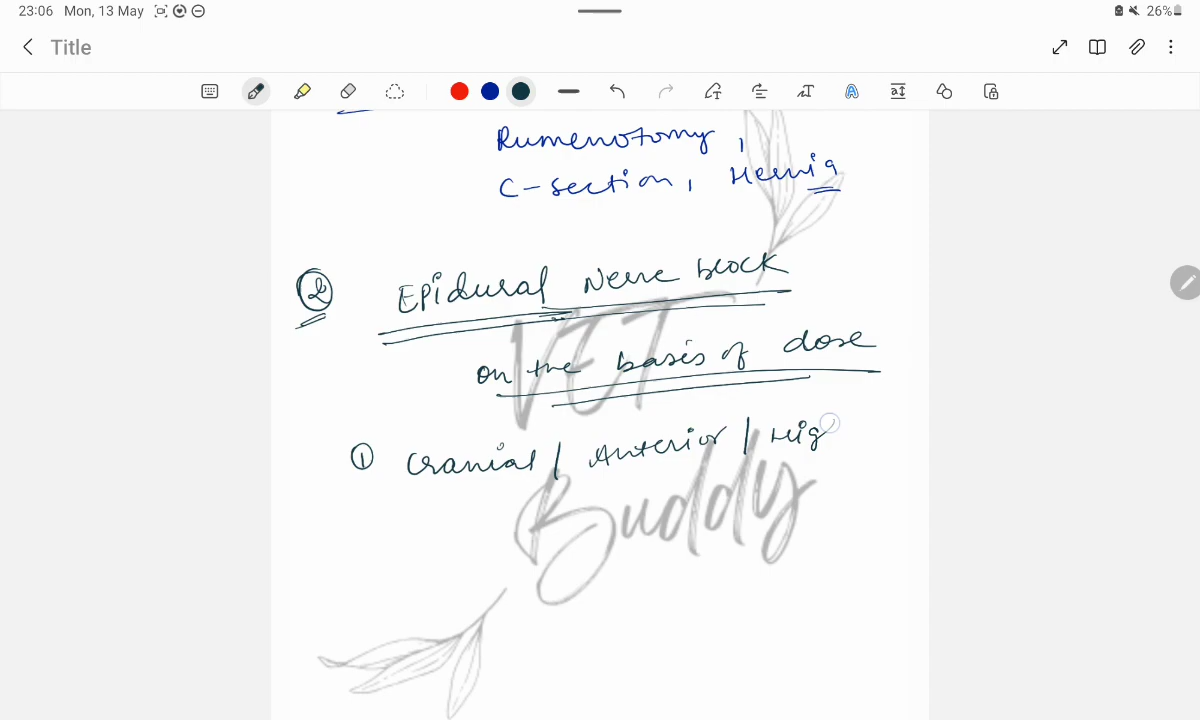 23:06 Mon, 13 May 26%
Title
Rumenotomy,
C-section, Hernia
② Epidural Nerve block
on the basis of dose
① Cranial / Anterior / Hig
VET
Buddy